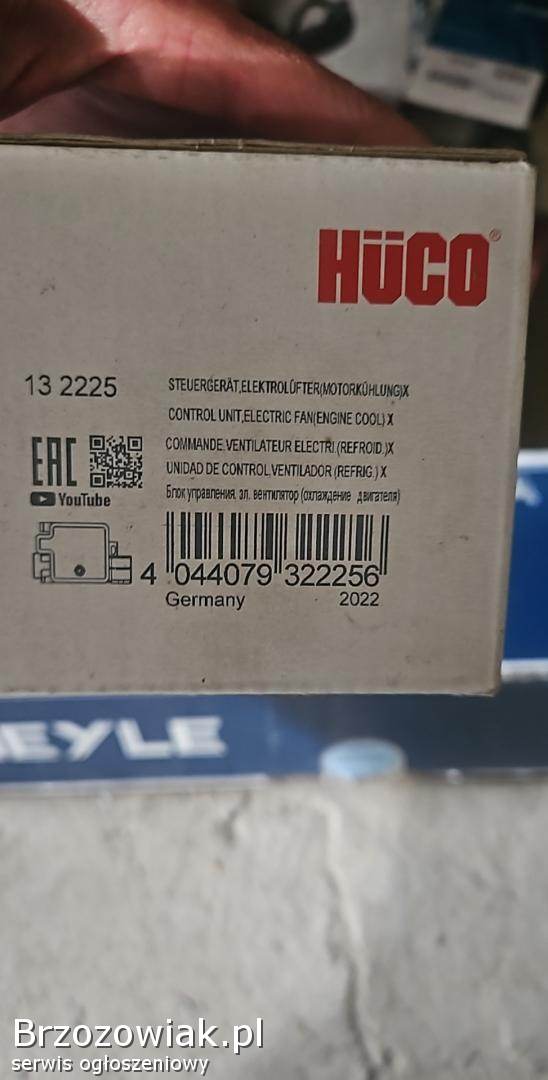 HÜCO®
13 2225
STEUERGERÄT,ELEKTROLÜFTER(MOTORKÜHLUNG)X
CONTROL UNIT,ELECTRIC FAN(ENGINE COOL) X
COMMANDE,VENTILATEUR ELECTRI.(REFROID.)X
UNIDAD DE CONTROL,VENTILADOR (REFRIG.) X
Блок управления, эл. вентилятор (охлаждение двигателя)
EAC
YouTube
4 044079 322256
Germany 2022
EYLE
Brzozowiak.pl
serwis ogłoszeniowy